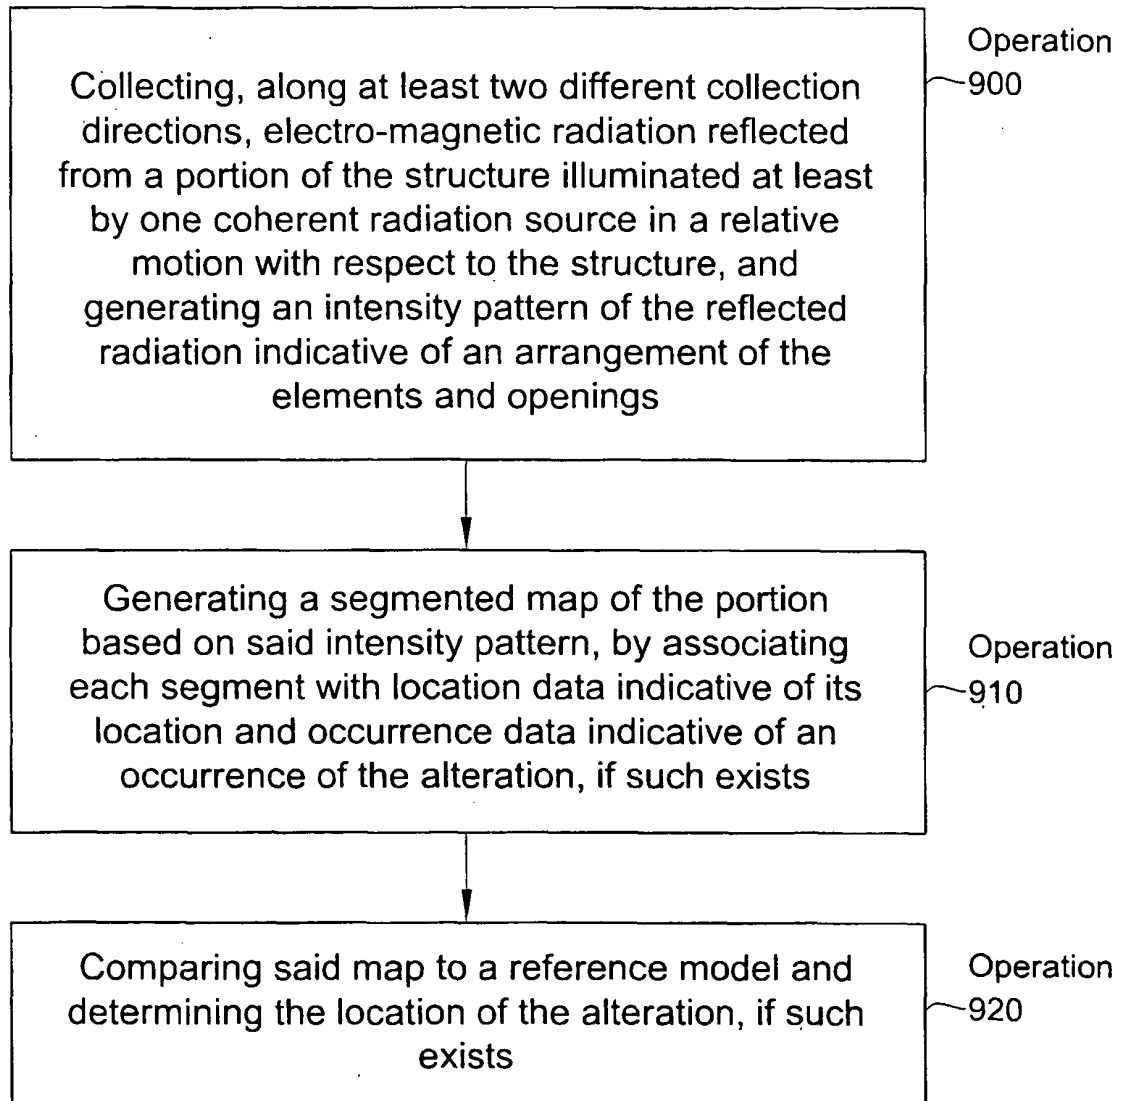 Operation
900
Collecting, along at least two different collection
directions, electro-magnetic radiation reflected
from a portion of the structure illuminated at least
by one coherent radiation source in a relative
motion with respect to the structure, and
generating an intensity pattern of the reflected
radiation indicative of an arrangement of the
elements and openings
Generating a segmented map of the portion
based on said intensity pattern, by associating
each segment with location data indicative of its
location and occurrence data indicative of an
occurrence of the alteration, if such exists
Operation
910
Comparing said map to a reference model and
determining the location of the alteration, if such
exists
Operation
920